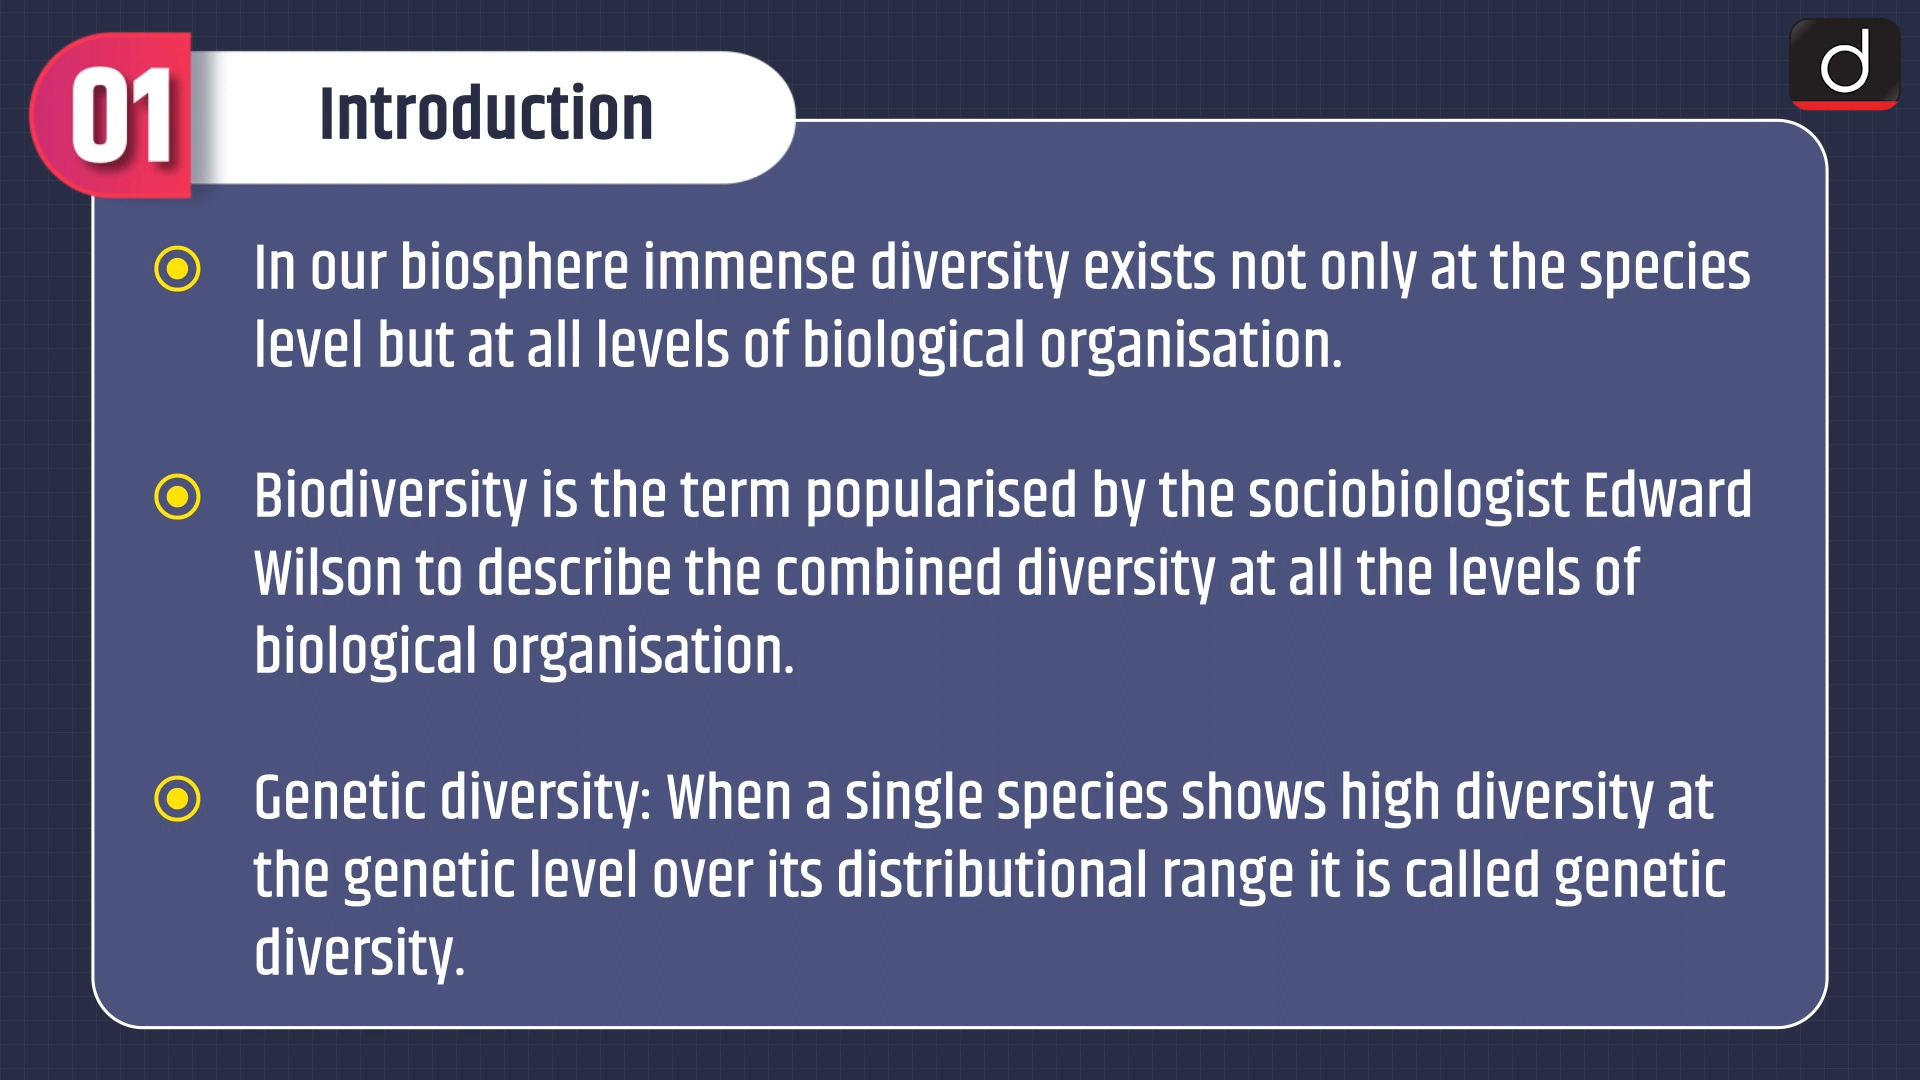 01
Introduction
d
In our biosphere immense diversity exists not only at the species
level but at all levels of biological organisation.
Biodiversity is the term popularised by the sociobiologist Edward
Wilson to describe the combined diversity at all the levels of
biological organisation.
Genetic diversity: When a single species shows high diversity at
the genetic level over its distributional range it is called genetic
diversity.